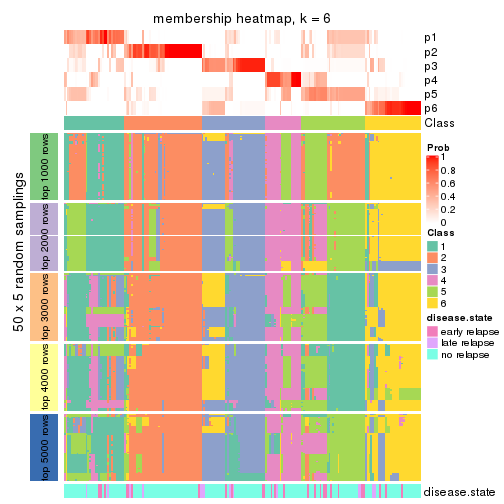 membership heatmap, k = 6
p1
p2
p3
p4
p5
p6
Class
50 x 5 random samplings
top 1000 rows
top 2000 rows
top 3000 rows
top 4000 rows
top 5000 rows
disease.state
Prob
1
0.8
0.6
0.4
0.2
0
Class
1
2
3
4
5
6
disease.state
early relapse
late relapse
no relapse